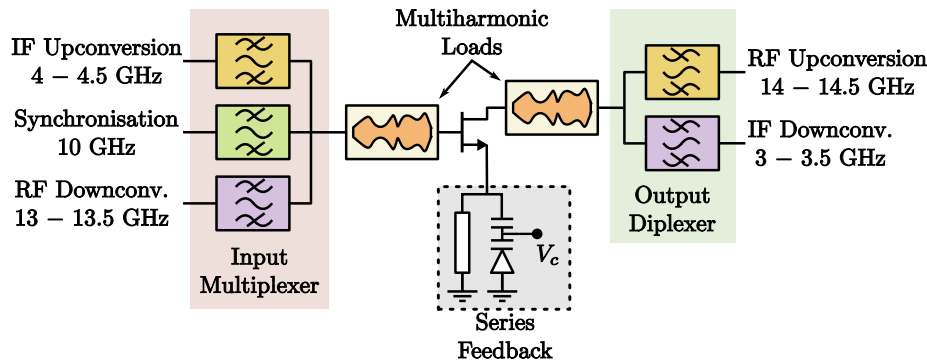 Multiharmonic
Loads
IF Upconversion
4 – 4.5 GHz
Synchronisation
10 GHz
RF Downconv.
13 – 13.5 GHz
Input
Multiplexer
RF Upconversion
14 – 14.5 GHz
IF Downconv.
3 – 3.5 GHz
Output
Diplexer
Vc
Series
Feedback